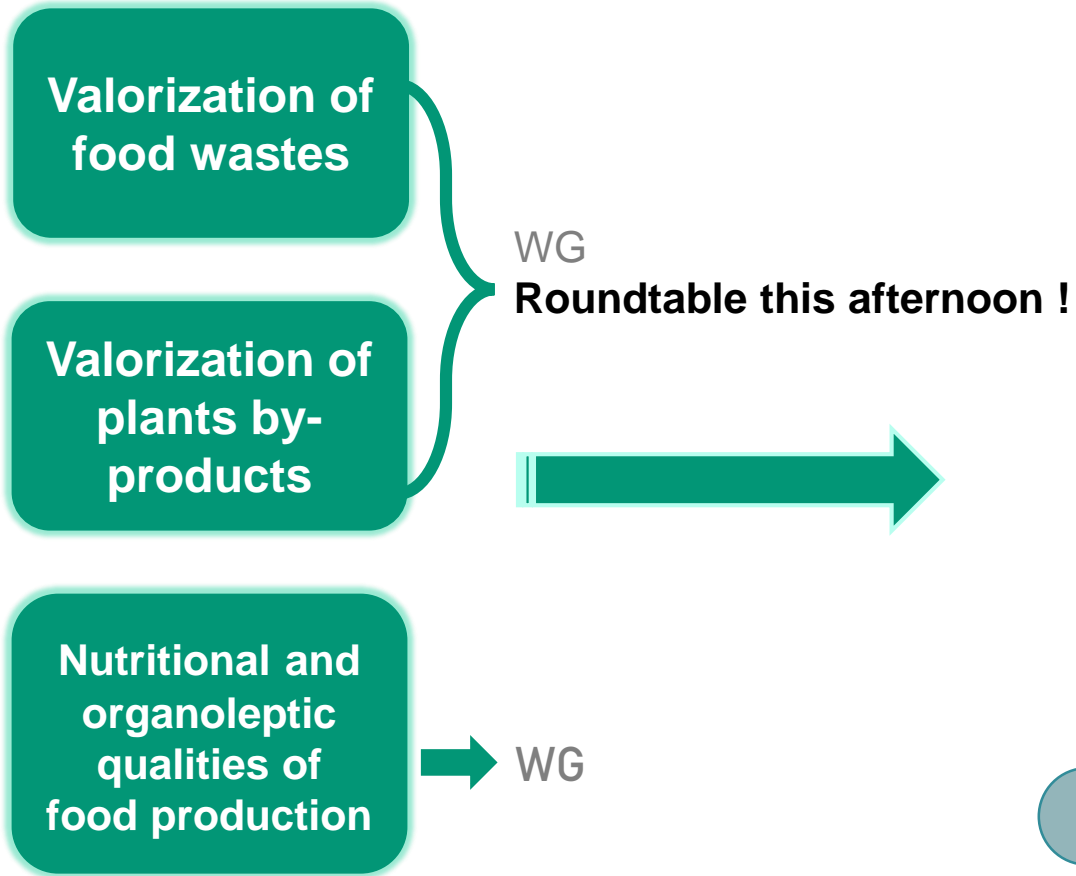 Valorization of
food wastes
WG
Roundtable this afternoon !
Valorization of
plants by-
products
Nutritional and
organoleptic
qualities of
food production
WG